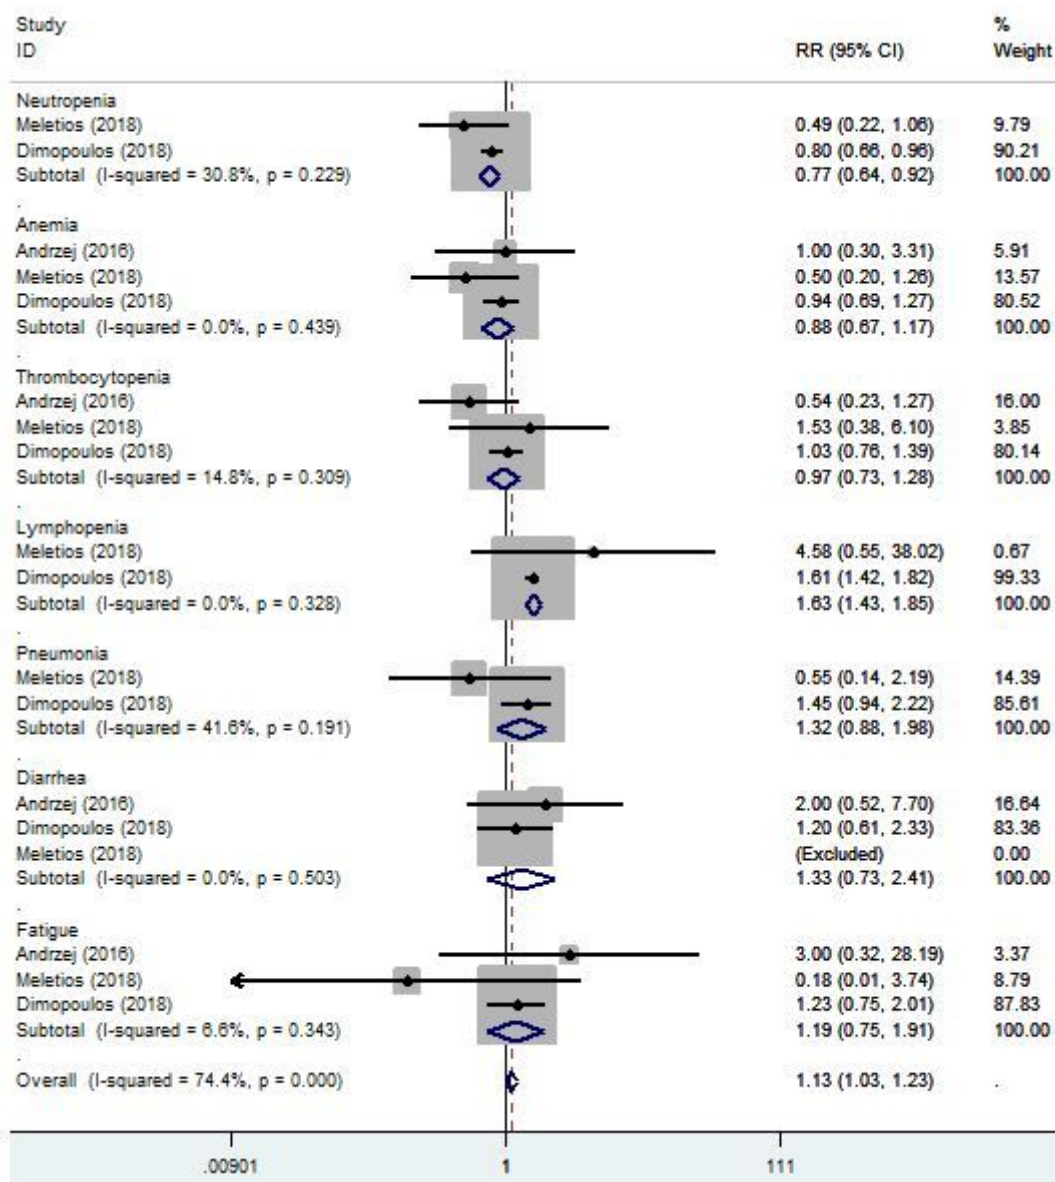 Study % 
ID RR (95% CI) Weight
Neutropenia
Meletios (2018) 0.49 (0.22, 1.06) 9.79
Dimopoulos (2018) 0.80 (0.66, 0.96) 90.21
Subtotal (I-squared = 30.8%, p = 0.229) 0.77 (0.64, 0.92) 100.00
.
Anemia
Andrzej (2016) 1.00 (0.30, 3.31) 5.91
Meletios (2018) 0.50 (0.20, 1.26) 13.57
Dimopoulos (2018) 0.94 (0.69, 1.27) 80.52
Subtotal (I-squared = 0.0%, p = 0.439) 0.88 (0.67, 1.17) 100.00
.
Thrombocytopenia
Andrzej (2016) 0.54 (0.23, 1.27) 16.00
Meletios (2018) 1.53 (0.38, 6.10) 3.85
Dimopoulos (2018) 1.03 (0.76, 1.39) 80.14
Subtotal (I-squared = 14.8%, p = 0.309) 0.97 (0.73, 1.28) 100.00
.
Lymphopenia
Meletios (2018) 4.58 (0.55, 38.02) 0.67
Dimopoulos (2018) 1.61 (1.42, 1.82) 99.33
Subtotal (I-squared = 0.0%, p = 0.328) 1.63 (1.43, 1.85) 100.00
.
Pneumonia
Meletios (2018) 0.55 (0.14, 2.19) 14.39
Dimopoulos (2018) 1.45 (0.94, 2.22) 85.61
Subtotal (I-squared = 41.6%, p = 0.191) 1.32 (0.88, 1.98) 100.00
.
Diarrhea
Andrzej (2016) 2.00 (0.52, 7.70) 16.64
Dimopoulos (2018) 1.20 (0.61, 2.33) 83.36
Meletios (2018) (Excluded) 0.00
Subtotal (I-squared = 0.0%, p = 0.503) 1.33 (0.73, 2.41) 100.00
.
Fatigue
Andrzej (2016) 3.00 (0.32, 28.19) 3.37
Meletios (2018) 0.18 (0.01, 3.74) 8.79
Dimopoulos (2018) 1.23 (0.75, 2.01) 87.83
Subtotal (I-squared = 6.6%, p = 0.343) 1.19 (0.75, 1.91) 100.00
.
Overall (I-squared = 74.4%, p = 0.000) 1.13 (1.03, 1.23) .
.00901 1 111